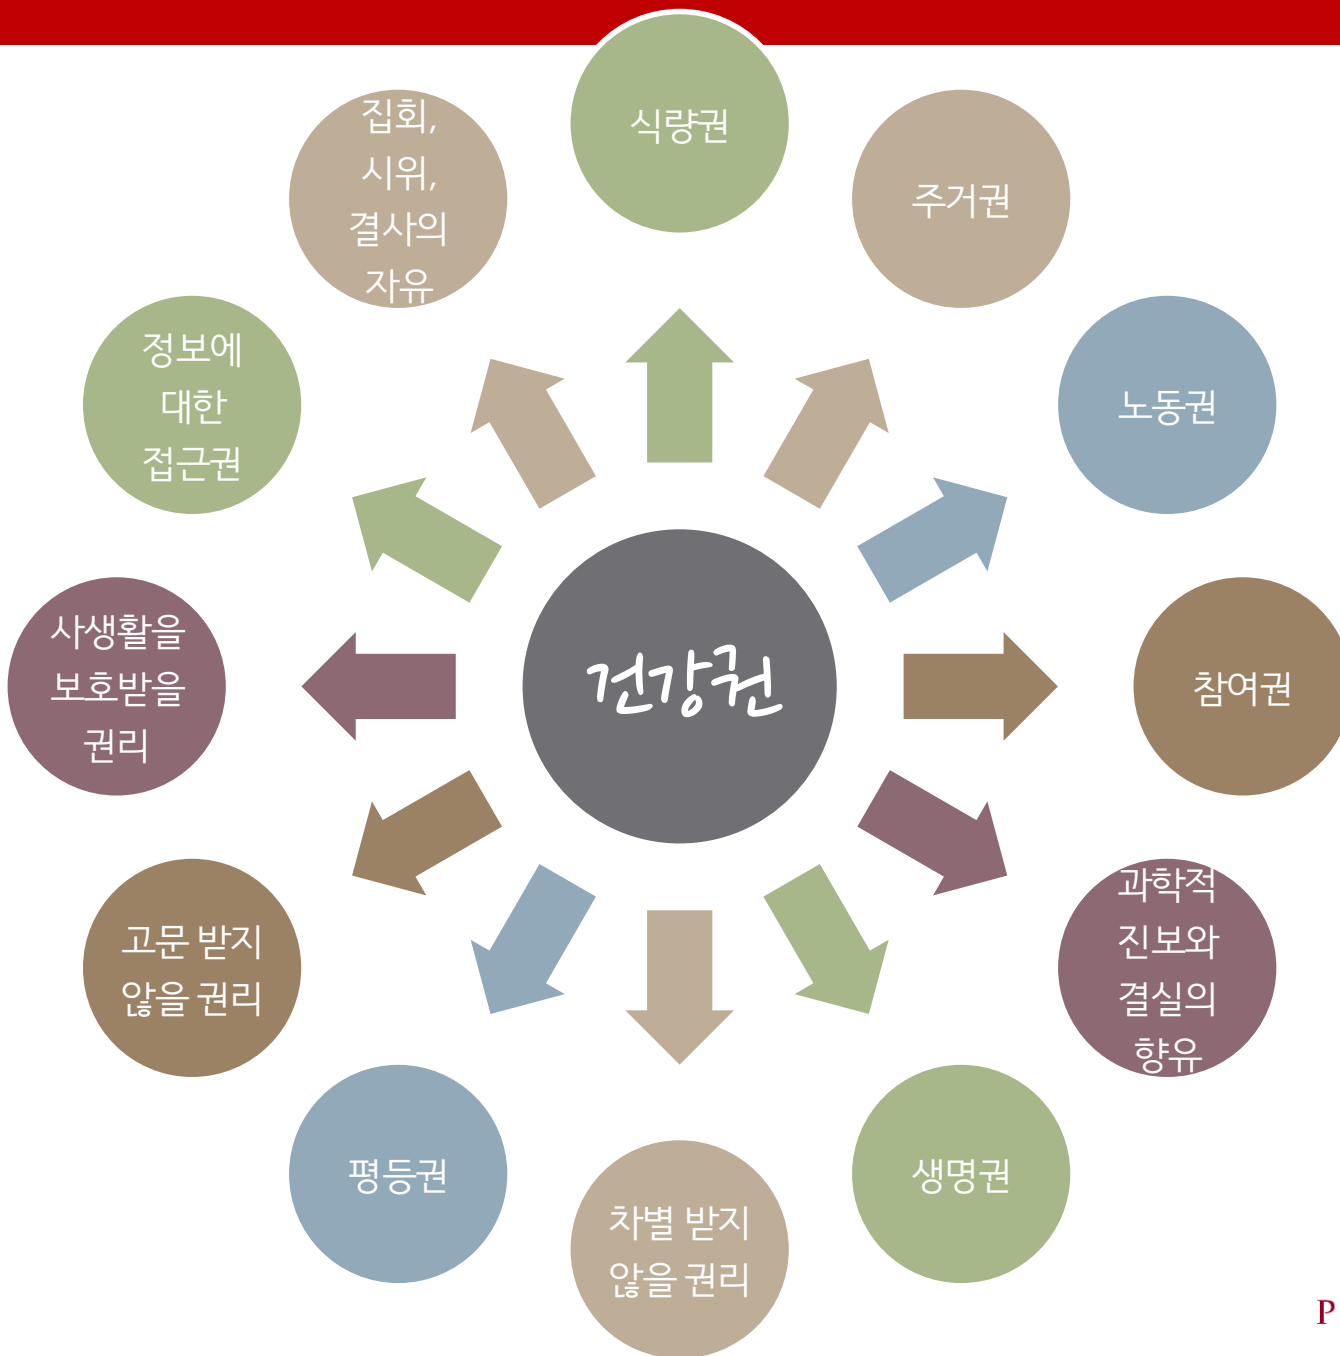 식량권
주거권
노동권
참여권
과학적
진보와
결실의
향유
생명권
차별 받지
않을 권리
평등권
고문 받지
않을 권리
사생활을
보호받을
권리
정보에
대한
접근권
집회,
시위,
결사의
자유
건강권
P